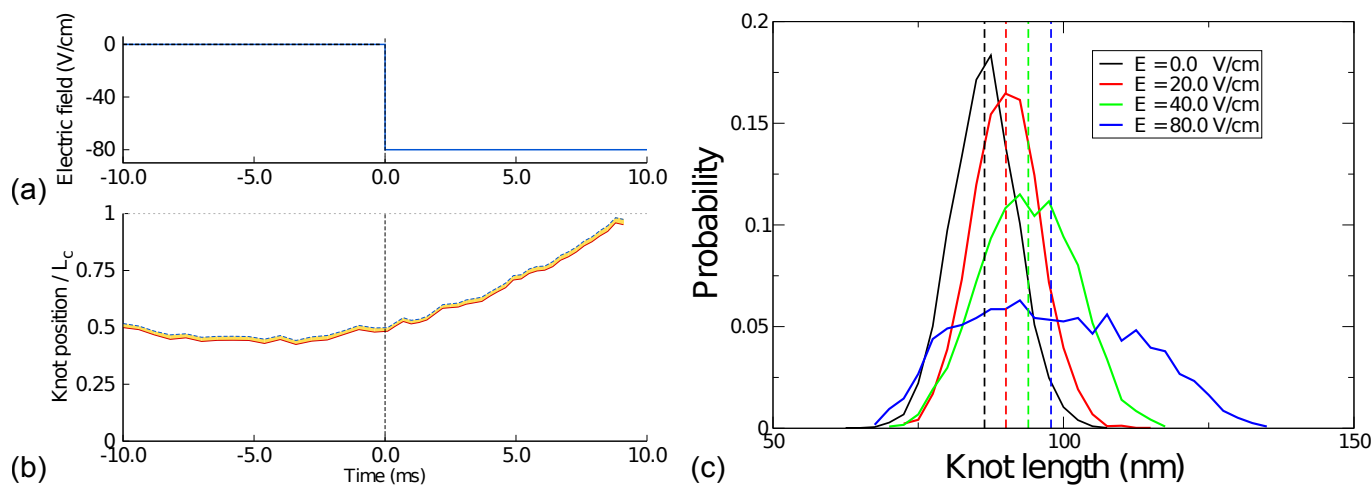 (a)
Electric field (V/cm)
0
-40
-80
-10.0 -5.0 0.0 5.0 10.0
(b)
Knot position / Lc
1
0.75
0.5
0.25
0
-10.0 -5.0 0.0 5.0 10.0
Time (ms)
(c)
Probability
0.2
0.15
0.1
0.05
0
50 100 150
Knot length (nm)
E = 0.0 V/cm
E = 20.0 V/cm
E = 40.0 V/cm
E = 80.0 V/cm